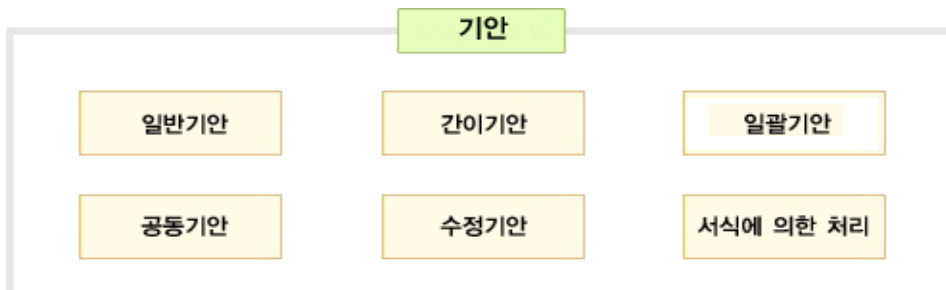 기안
일반기안
간이기안
일괄기안
공동기안
수정기안
서식에 의한 처리